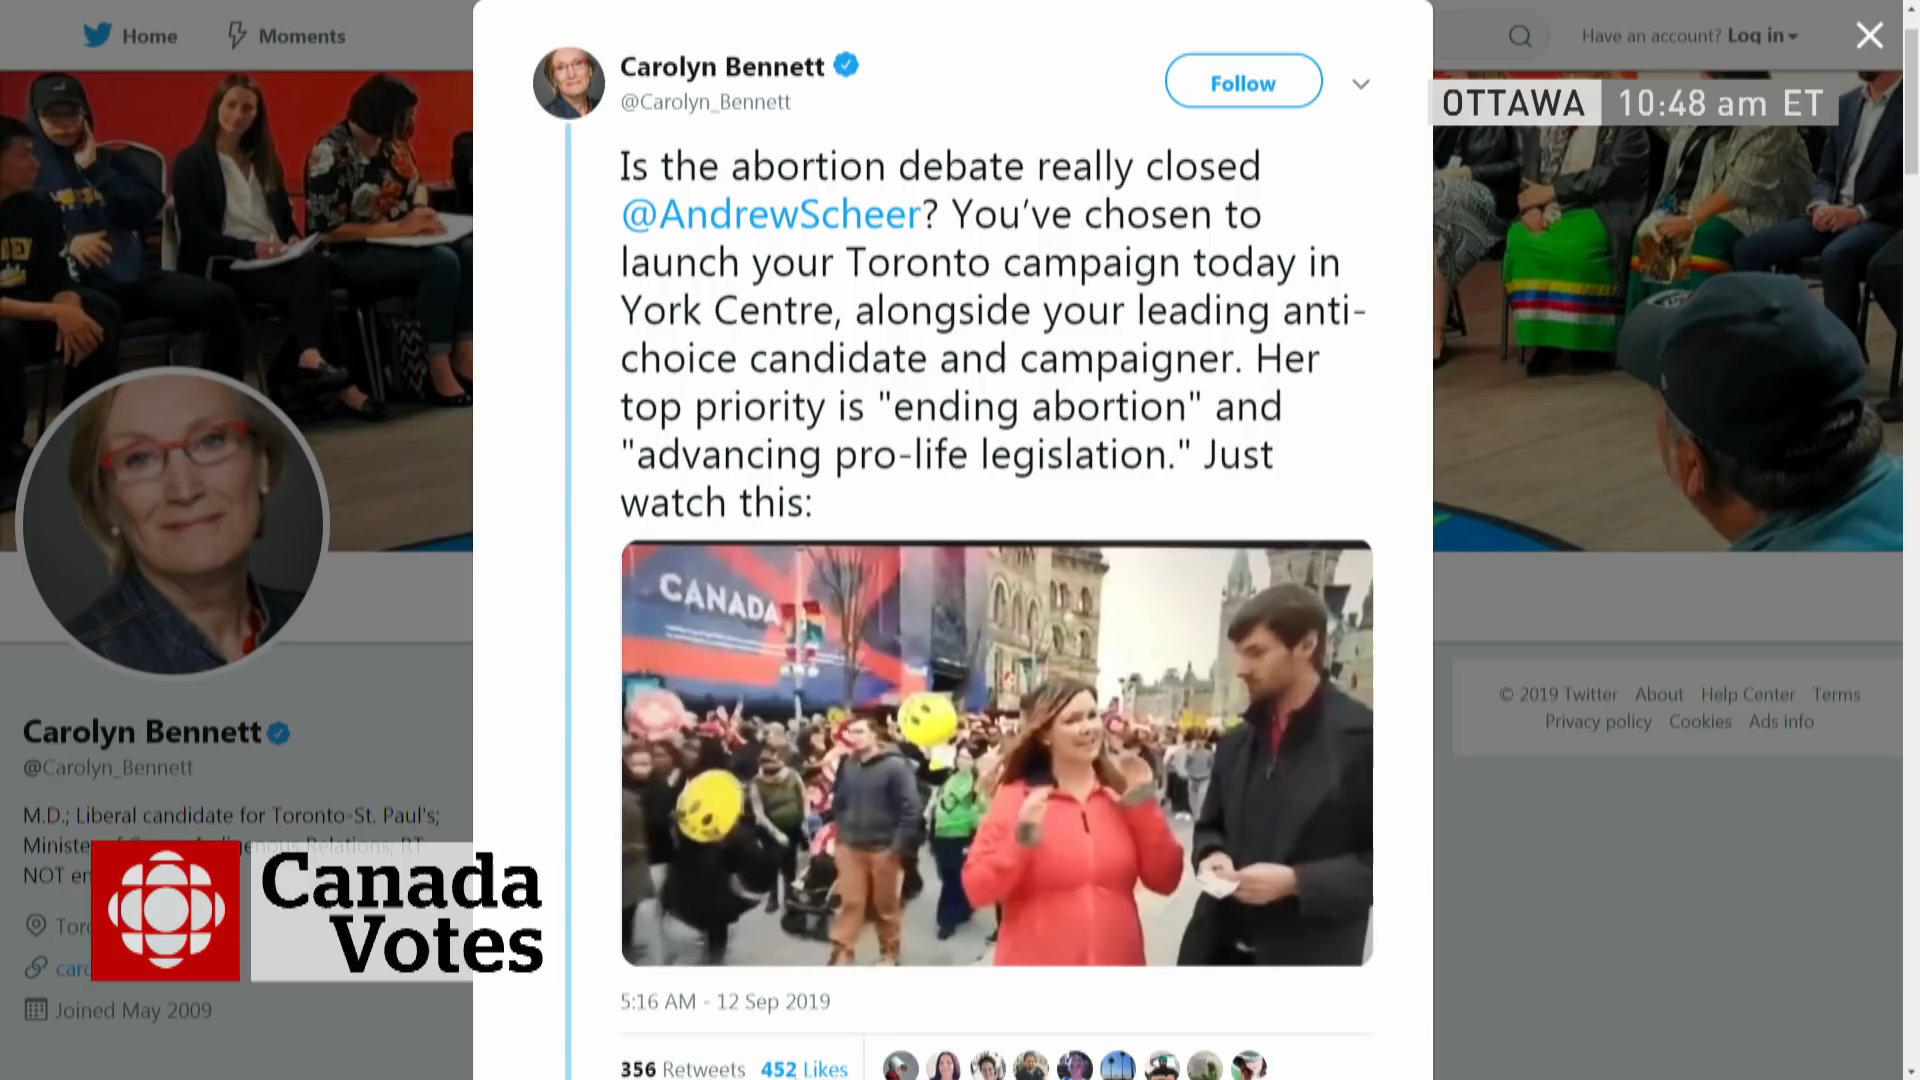 Home
Moments
Have an account? Log in
OTTAWA 10:48 am ET
Carolyn Bennett
@Carolyn_Bennett
Follow
Is the abortion debate really closed
@AndrewScheer? You've chosen to
launch your Toronto campaign today in
York Centre, alongside your leading anti-
choice candidate and campaigner. Her
top priority is "ending abortion" and
"advancing pro-life legislation." Just
watch this:
CANADA
5:16 AM - 12 Sep 2019
356 Retweets 452 Likes
Carolyn Bennett
@Carolyn_Bennett
M.D.; Liberal candidate for Toronto-St. Paul's;
Relations; RT
NOT
Joined May 2009
Canada
Votes
© 2019 Twitter About Help Center Terms
Privacy policy Cookies Ads info